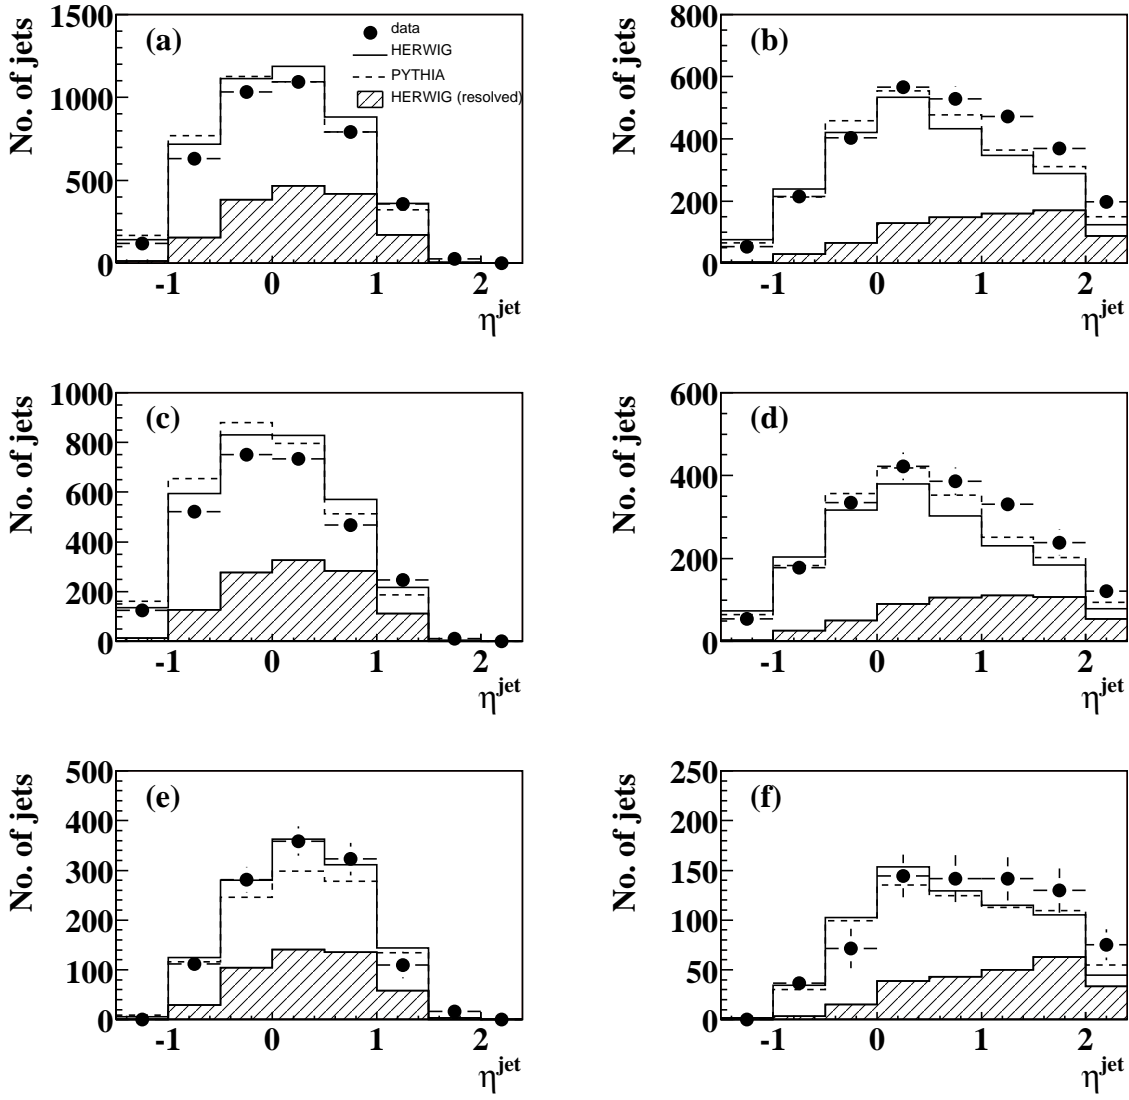 No. of jets
1500
1000
500
0
(a)
data
HERWIG
PYTHIA
HERWIG (resolved)
-1 0 1 2
η^jet
No. of jets
800
600
400
200
0
(b)
-1 0 1 2
η^jet
No. of jets
1000
800
600
400
200
0
(c)
-1 0 1 2
η^jet
No. of jets
600
400
200
0
(d)
-1 0 1 2
η^jet
No. of jets
500
400
300
200
100
0
(e)
-1 0 1 2
η^jet
No. of jets
250
200
150
100
50
0
(f)
-1 0 1 2
η^jet